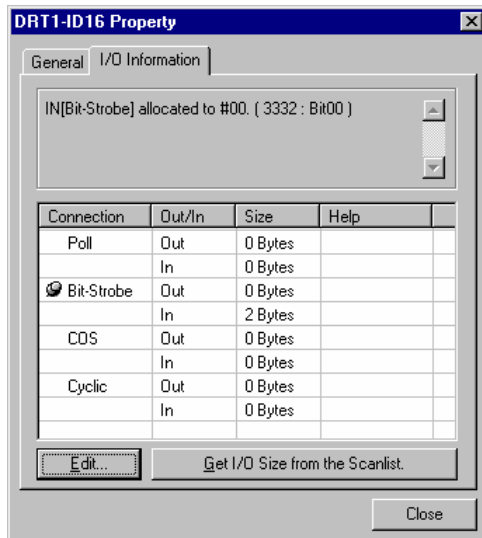 DRT1-ID16 Property
General I/O Information
IN[Bit-Strobe] allocated to #00. ( 3332 : Bit00 )
Connection Out/In Size Help
Poll Out 0 Bytes
In 0 Bytes
Bit-Strobe Out 0 Bytes
In 2 Bytes
COS Out 0 Bytes
In 0 Bytes
Cyclic Out 0 Bytes
In 0 Bytes
Edit... Get I/O Size from the Scanlist.
Close